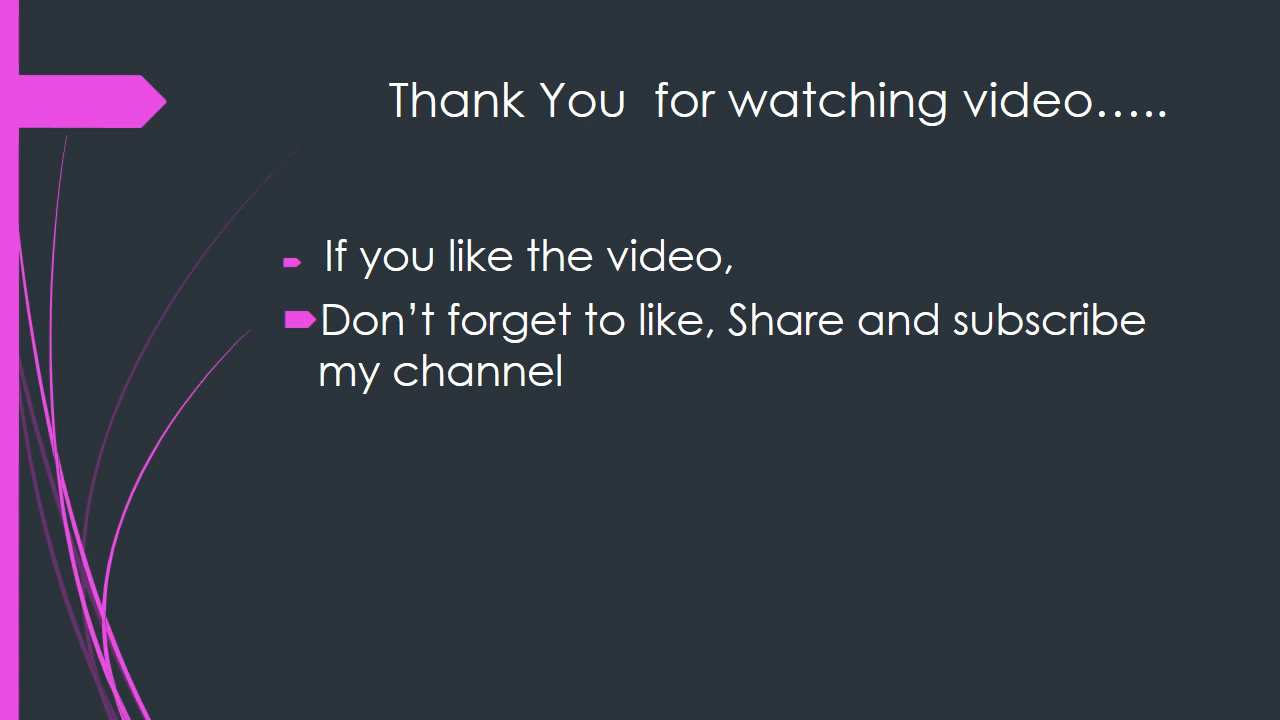 Thank You  for watching video.....
If you like the video,
Don’t forget to like, Share and subscribe
my channel